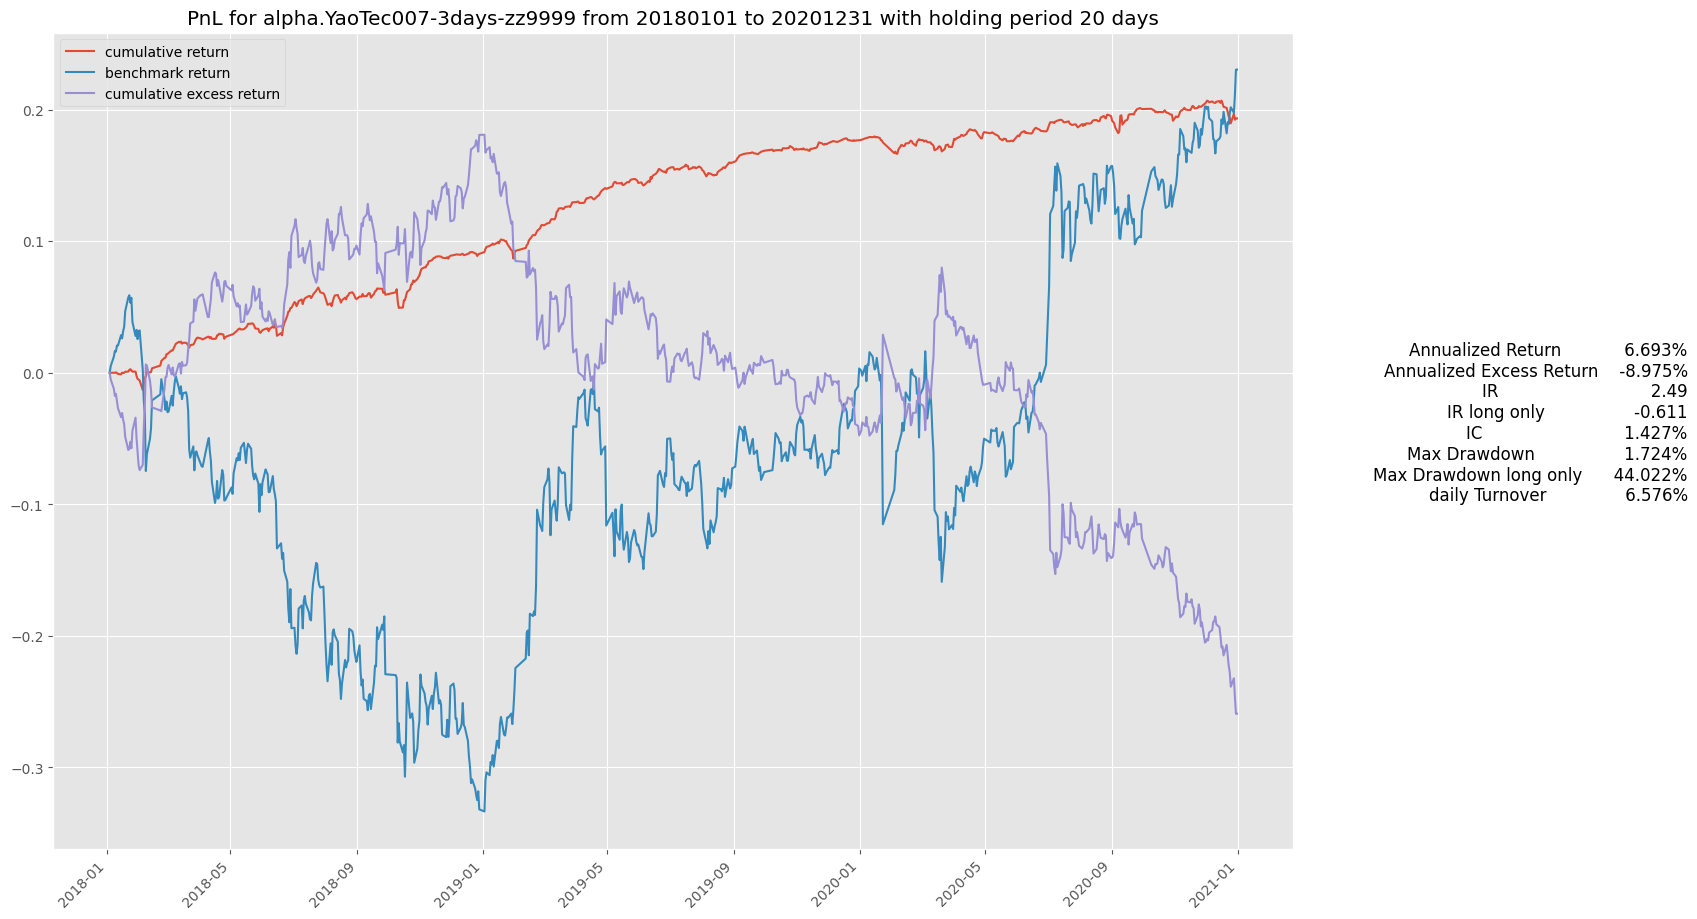 PnL for alpha.YaoTec007-3days-zz9999 from 20180101 to 20201231 with holding period 20 days
cumulative return
benchmark return
cumulative excess return
0.2
0.1
0.0
−0.1
−0.2
−0.3
2018-01
2018-05
2018-09
2019-01
2019-05
2019-09
2020-01
2020-05
2020-09
2021-01
Annualized Return 6.693%
Annualized Excess Return -8.975%
IR 2.49
IR long only -0.611
IC 1.427%
Max Drawdown 1.724%
Max Drawdown long only 44.022%
daily Turnover 6.576%